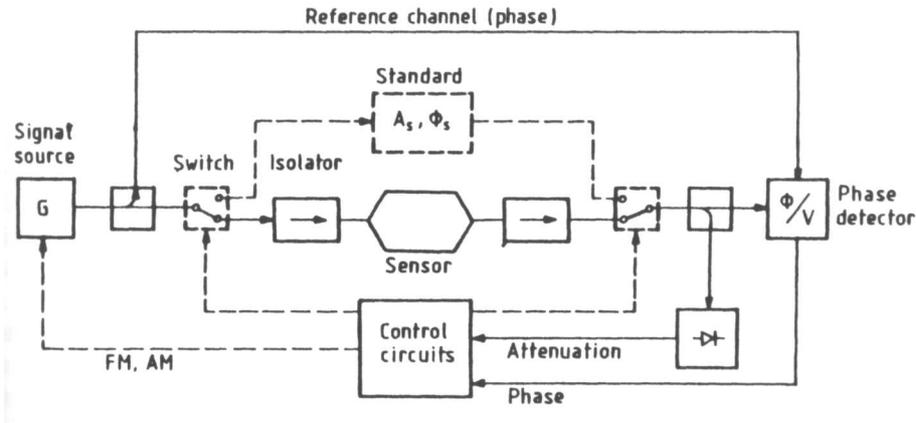 Reference channel (phase)
Standard
A_s, Φ_s
Signal
source
Switch
Isolator
G
Φ/V
Phase
detector
Sensor
Control
circuits
Attenuation
FM, AM
Phase